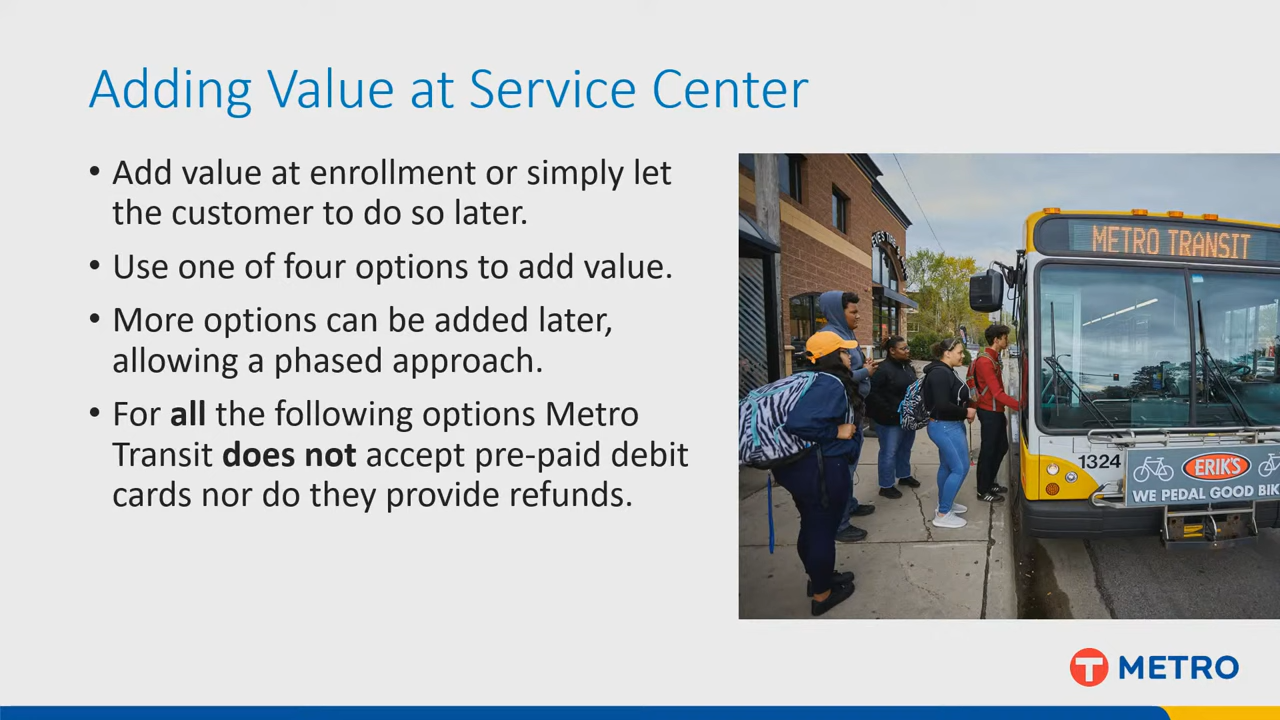 Adding Value at Service Center
• Add value at enrollment or simply let
the customer to do so later.
• Use one of four options to add value.
• More options can be added later,
allowing a phased approach.
• For all the following options Metro
Transit does not accept pre-paid debit
cards nor do they provide refunds.
METRO TRANSIT
1324
ERIK'S
WE PEDAL GOOD BIK
T METRO